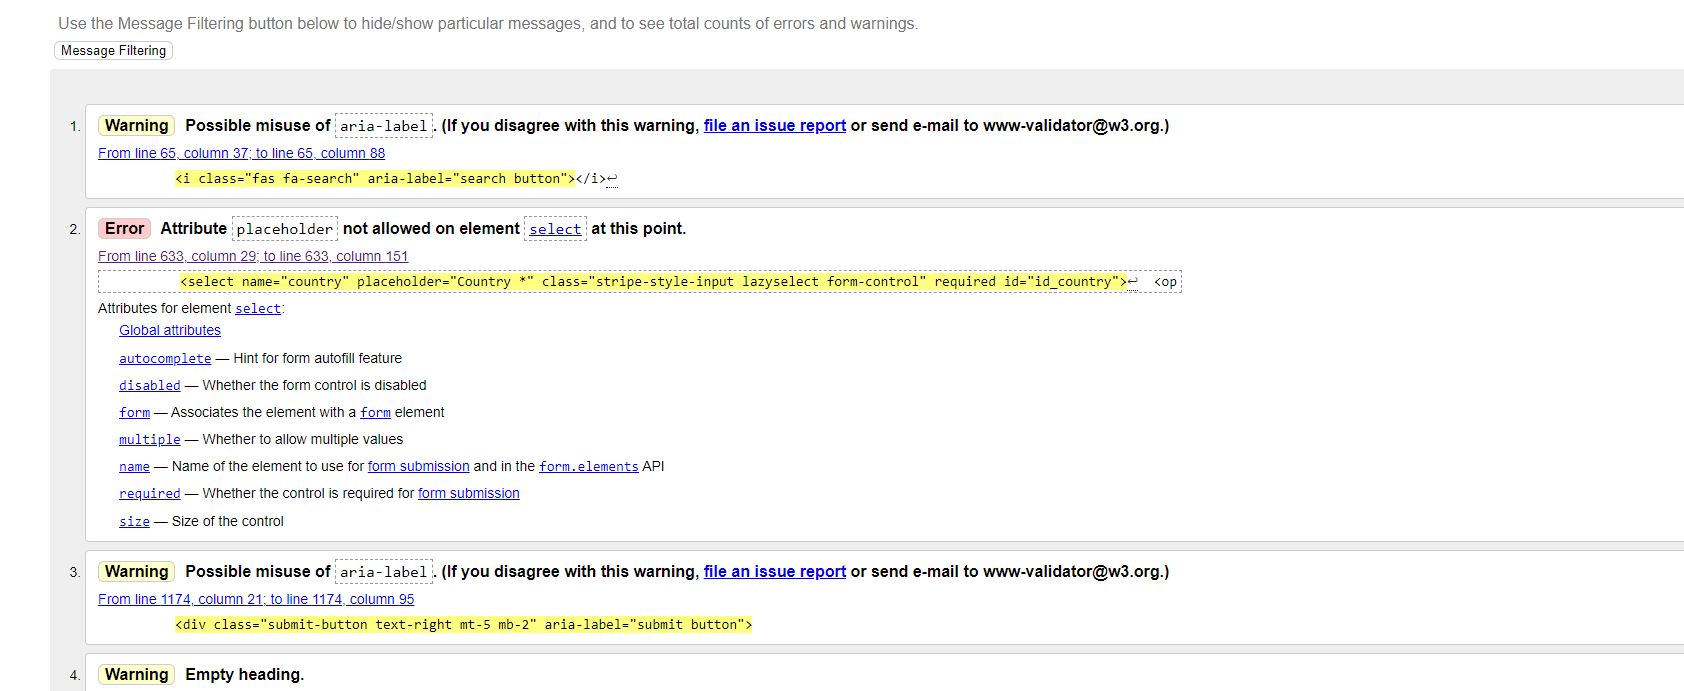 Use the Message Filtering button below to hide/show particular messages, and to see total counts of errors and warnings.
Message Filtering
1. Warning Possible misuse of aria-label. (If you disagree with this warning, file an issue report or send e-mail to www-validator@w3.org.)
From line 65, column 37; to line 65, column 88
<i class="fas fa-search" aria-label="search button"></i>↩
2. Error Attribute placeholder not allowed on element select at this point.
From line 633, column 29; to line 633, column 151
<select name="country" placeholder="Country *" class="stripe-style-input lazyselect form-control" required id="id_country">↩ <op
Attributes for element select:
Global attributes
autocomplete — Hint for form autofill feature
disabled — Whether the form control is disabled
form — Associates the element with a form element
multiple — Whether to allow multiple values
name — Name of the element to use for form submission and in the form.elements API
required — Whether the control is required for form submission
size — Size of the control
3. Warning Possible misuse of aria-label. (If you disagree with this warning, file an issue report or send e-mail to www-validator@w3.org.)
From line 1174, column 21; to line 1174, column 95
<div class="submit-button text-right mt-5 mb-2" aria-label="submit button">
4. Warning Empty heading.